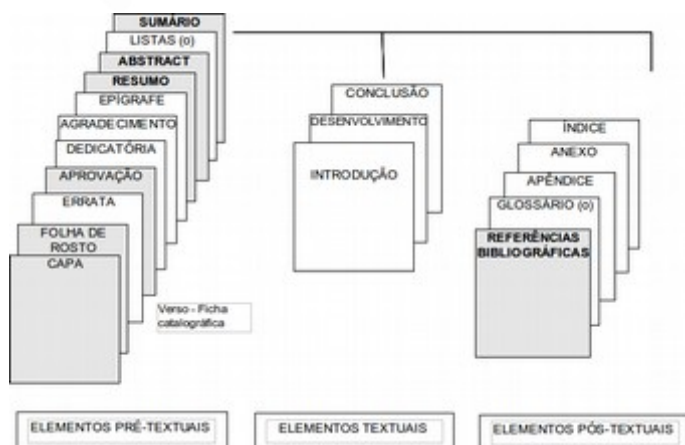 SUMÁRIO
LISTAS (o)
ABSTRACT
RESUMO
EPÍGRAFE
AGRADECIMENTO
DEDICATÓRIA
APROVAÇÃO
ERRATA
FOLHA DE
ROSTO
CAPA
Verso - Ficha
catalográfica
CONCLUSÃO
DESENVOLVIMENTO
INTRODUÇÃO
ÍNDICE
ANEXO
APÊNDICE
GLOSSÁRIO (o)
REFERÊNCIAS
BIBLIOGRÁFICAS
ELEMENTOS PRÉ-TEXTUAIS
ELEMENTOS TEXTUAIS
ELEMENTOS PÓS-TEXTUAIS